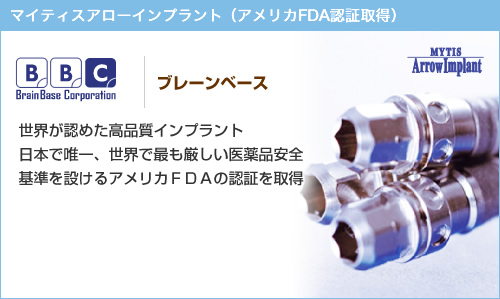 マイティスアローインプラント（アメリカFDA認証取得）
B B C
BrainBase Corporation
ブレーンベース
MYTIS
ArrowImplant
世界が認めた高品質インプラント
日本で唯一、世界で最も厳しい医薬品安全
基準を設けるアメリカＦＤＡの認証を取得